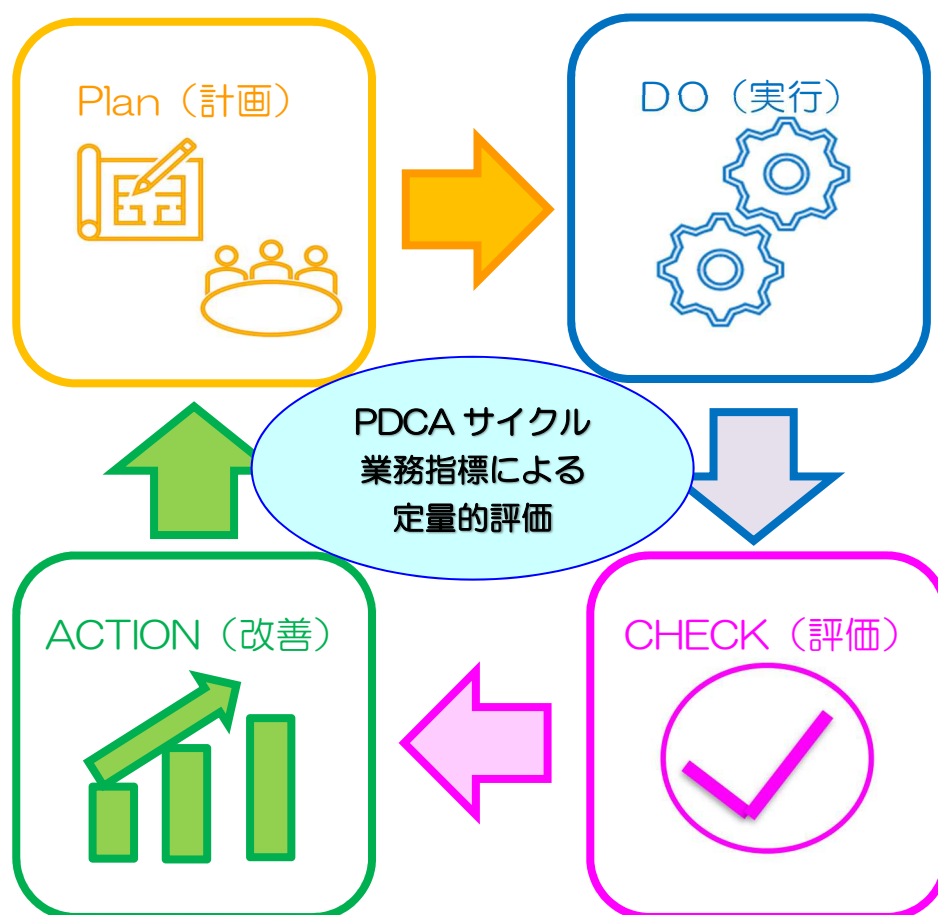 Plan（計画）
DO（実行）
PDCA サイクル
業務指標による
定量的評価
ACTION（改善）
CHECK（評価）